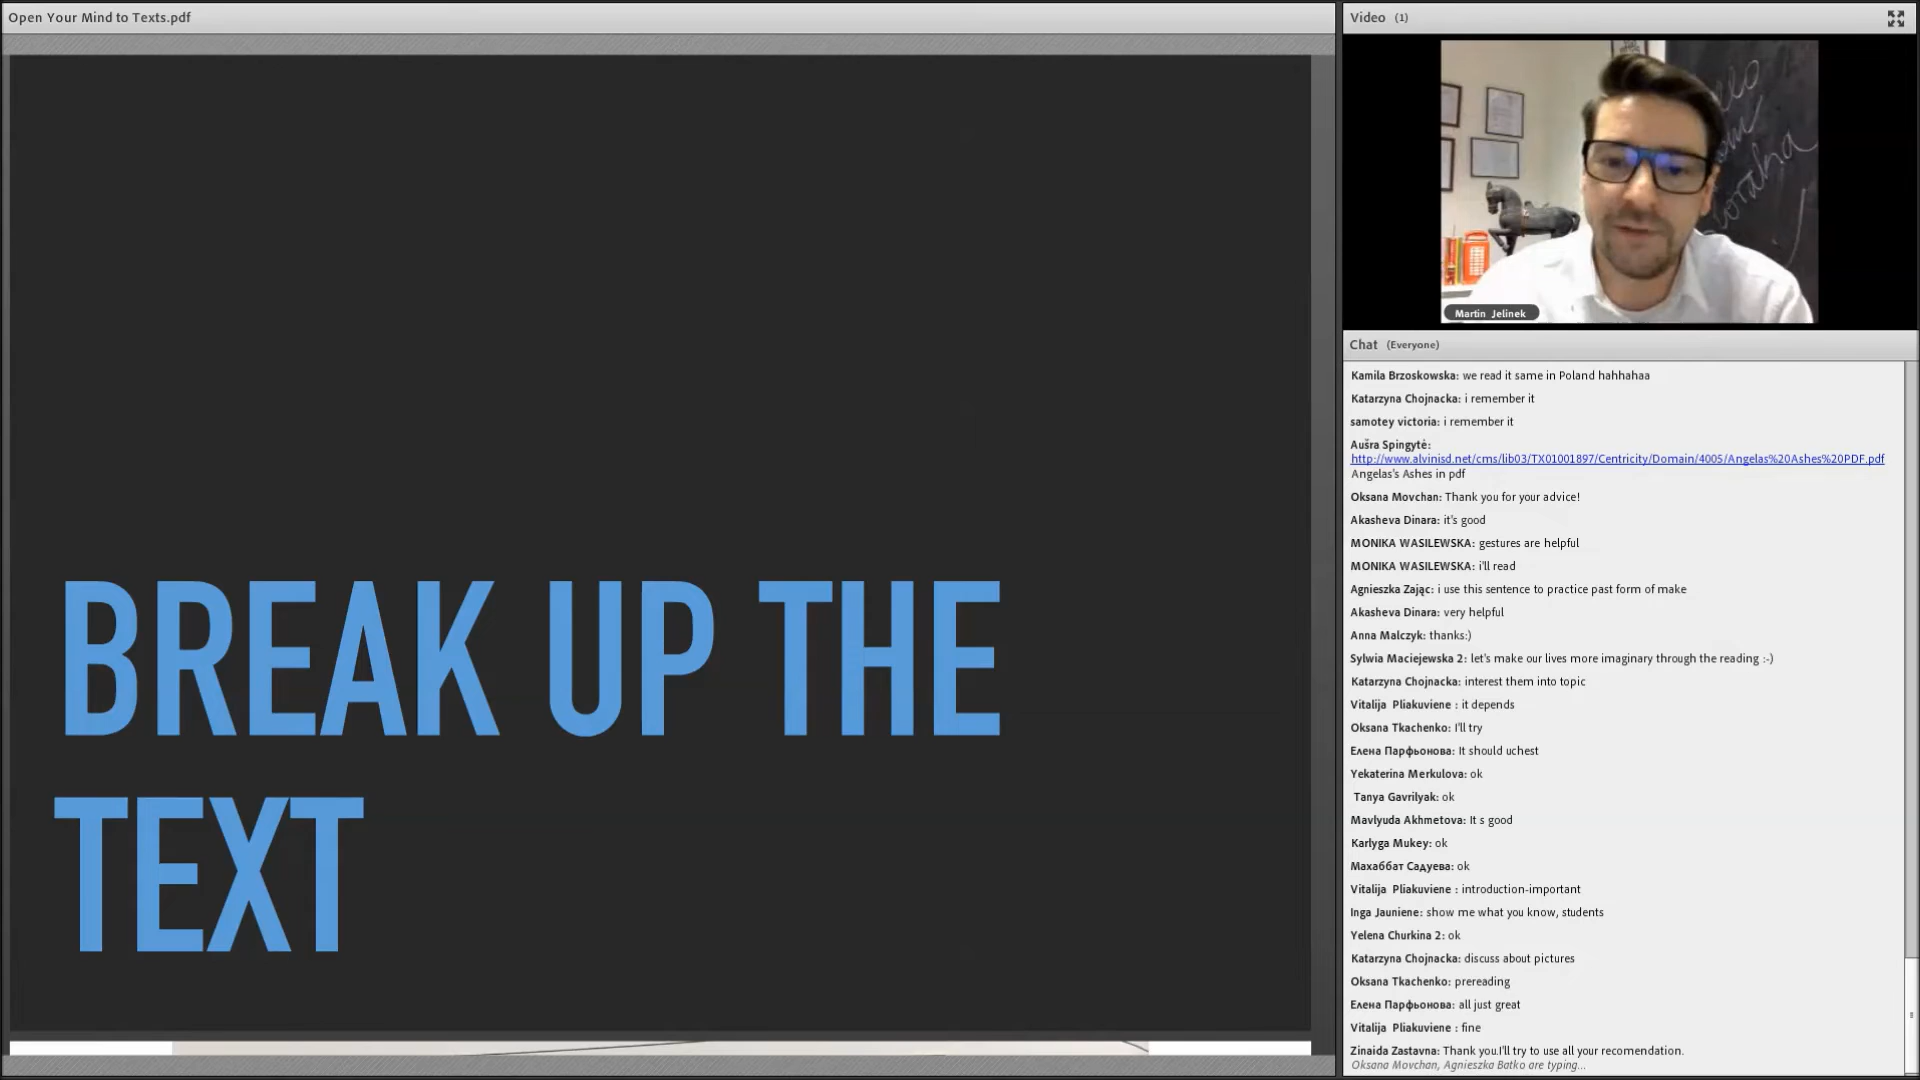 Open Your Mind to Texts.pdf
BREAK UP THE
TEXT
Video (1)
Martin Jelinek
Chat (Everyone)
Kamila Brzoskowska: we read it same in Poland hahhahaa
Katarzyna Chojnacka: i remember it
samotey victoria: i remember it
Aušra Spingytė:
http://www.alvinisd.net/cms/lib03/TX01001897/Centricity/Domain/4005/Angelas%20Ashes%20PDF.pdf
Angelas's Ashes in pdf
Oksana Movchan: Thank you for your advice!
Akasheva Dinara: it's good
MONIKA WASILEWSKA: gestures are helpful
MONIKA WASILEWSKA: i'll read
Agnieszka Zając: i use this sentence to practice past form of make
Akasheva Dinara: very helpful
Anna Malczyk: thanks:)
Sylwia Maciejewska 2: let's make our lives more imaginary through the reading :-)
Katarzyna Chojnacka: interest them into topic
Vitalija Pliakuviene : it depends
Oksana Tkachenko: I'll try
Елена Парфьонова: It should uchest
Yekaterina Merkulova: ok
Tanya Gavrilyak: ok
Mavlyuda Akhmetova: It s good
Karlyga Mukey: ok
Махаббат Садуева: ok
Vitalija Pliakuviene : introduction-important
Inga Jauniene: show me what you know, students
Yelena Churkina 2: ok
Katarzyna Chojnacka: discuss about pictures
Oksana Tkachenko: prereading
Елена Парфьонова: all just great
Vitalija Pliakuviene : fine
Zinaida Zastavna: Thank you.I'll try to use all your recomendation.
Oksana Movchan, Agnieszka Batko are typing...